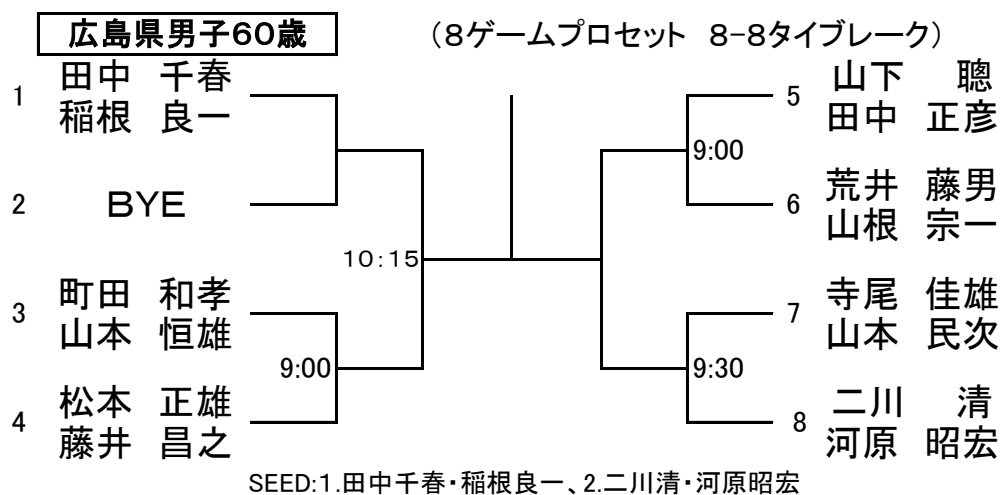 広島県男子60歳
(8ゲームプロセット 8-8タイブレーク)
1
田中 千春
稲根 良一
2
BYE
10:15
3
町田 和孝
山本 恒雄
9:00
4
松本 正雄
藤井 昌之
5
山下 聰
田中 正彦
9:00
6
荒井 藤男
山根 宗一
7
寺尾 佳雄
山本 民次
9:30
8
二川 清
河原 昭宏
SEED:1.田中千春・稲根良一、2.二川清・河原昭宏